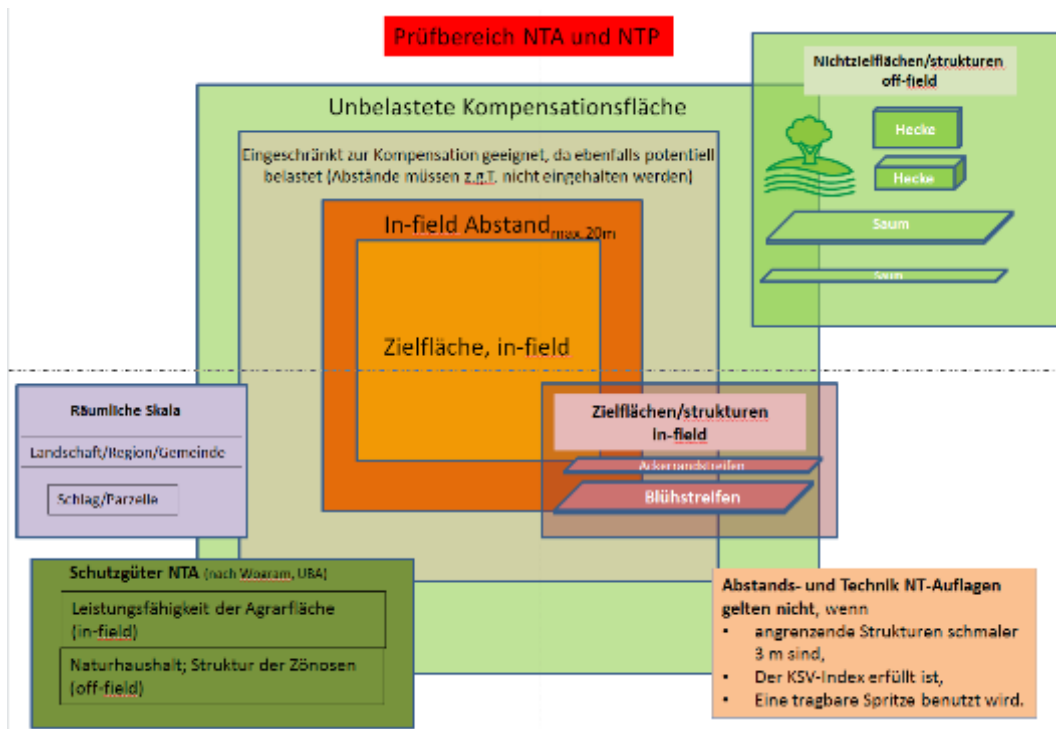 Prüfbereich NTA und NTP
Unbelastete Kompensationsfläche
Eingeschränkt zur Kompensation geeignet, da ebenfalls potentiell
belastet (Abstände müssen z.g.T. nicht eingehalten werden)
In-field Abstand max.20m
Zielfläche, in-field
Nichtzielflächen/strukturen
off-field
Hecke
Hecke
Saum
Saum
Räumliche Skala
Landschaft/Region/Gemeinde
Schlag/Parzelle
Zielflächen/strukturen
in-field
Ackerrandstreifen
Blühstreifen
Schutzgüter NTA (nach Wogram, UBA)
Leistungsfähigkeit der Agrarfläche
(in-field)
Naturhaushalt; Struktur der Zönosen
(off-field)
Abstands- und Technik NT-Auflagen
gelten nicht, wenn
• angrenzende Strukturen schmaler
3 m sind,
• Der KSV-Index erfüllt ist,
• Eine tragbare Spritze benutzt wird.